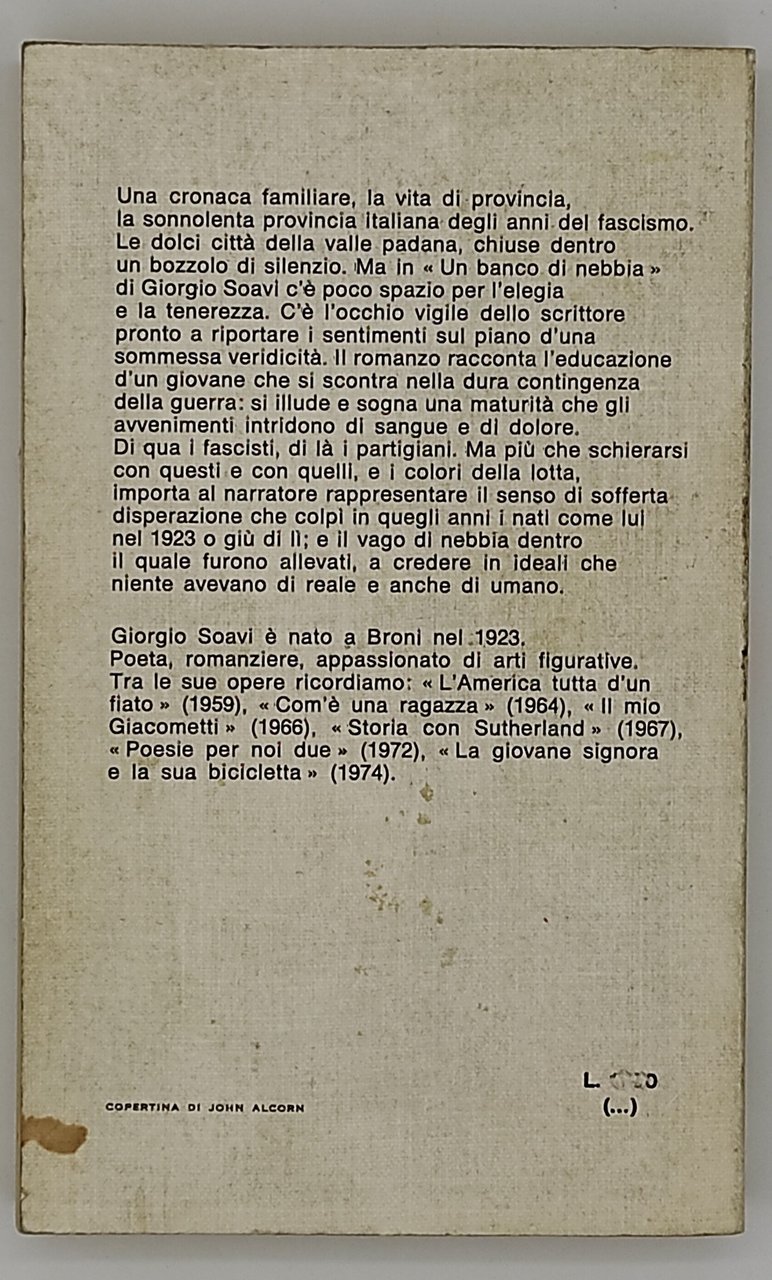 Una cronaca familiare, la vita di provincia,
la sonnolenta provincia italiana degli anni del fascismo.
Le dolci città della valle padana, chiuse dentro
un bozzolo di silenzio. Ma in « Un banco di nebbia »
di Giorgio Soavi c'è poco spazio per l'elegia
e la tenerezza. C'è l'occhio vigile dello scrittore
pronto a riportare i sentimenti sul piano d'una
sommessa veridicità. Il romanzo racconta l'educazione
d'un giovane che si scontra nella dura contingenza
della guerra: si illude e sogna una maturità che gli
avvenimenti intridono di sangue e di dolore.
Di qua i fascisti, di là i partigiani. Ma più che schierarsi
con questi e con quelli, e i colori della lotta,
importa al narratore rappresentare il senso di sofferta
disperazione che colpì in quegli anni i nati come lui
nel 1923 o giù di lì; e il vago di nebbia dentro
il quale furono allevati, a credere in ideali che
niente avevano di reale e anche di umano.
Giorgio Soavi è nato a Broni nel 1923.
Poeta, romanziere, appassionato di arti figurative.
Tra le sue opere ricordiamo: « L'America tutta d'un
fiato » (1959), « Com'è una ragazza » (1964), « Il mio
Giacometti » (1966), « Storia con Sutherland » (1967),
« Poesie per noi due » (1972), « La giovane signora
e la sua bicicletta » (1974).
COPERTINA DI JOHN ALCORN
L.
(...)